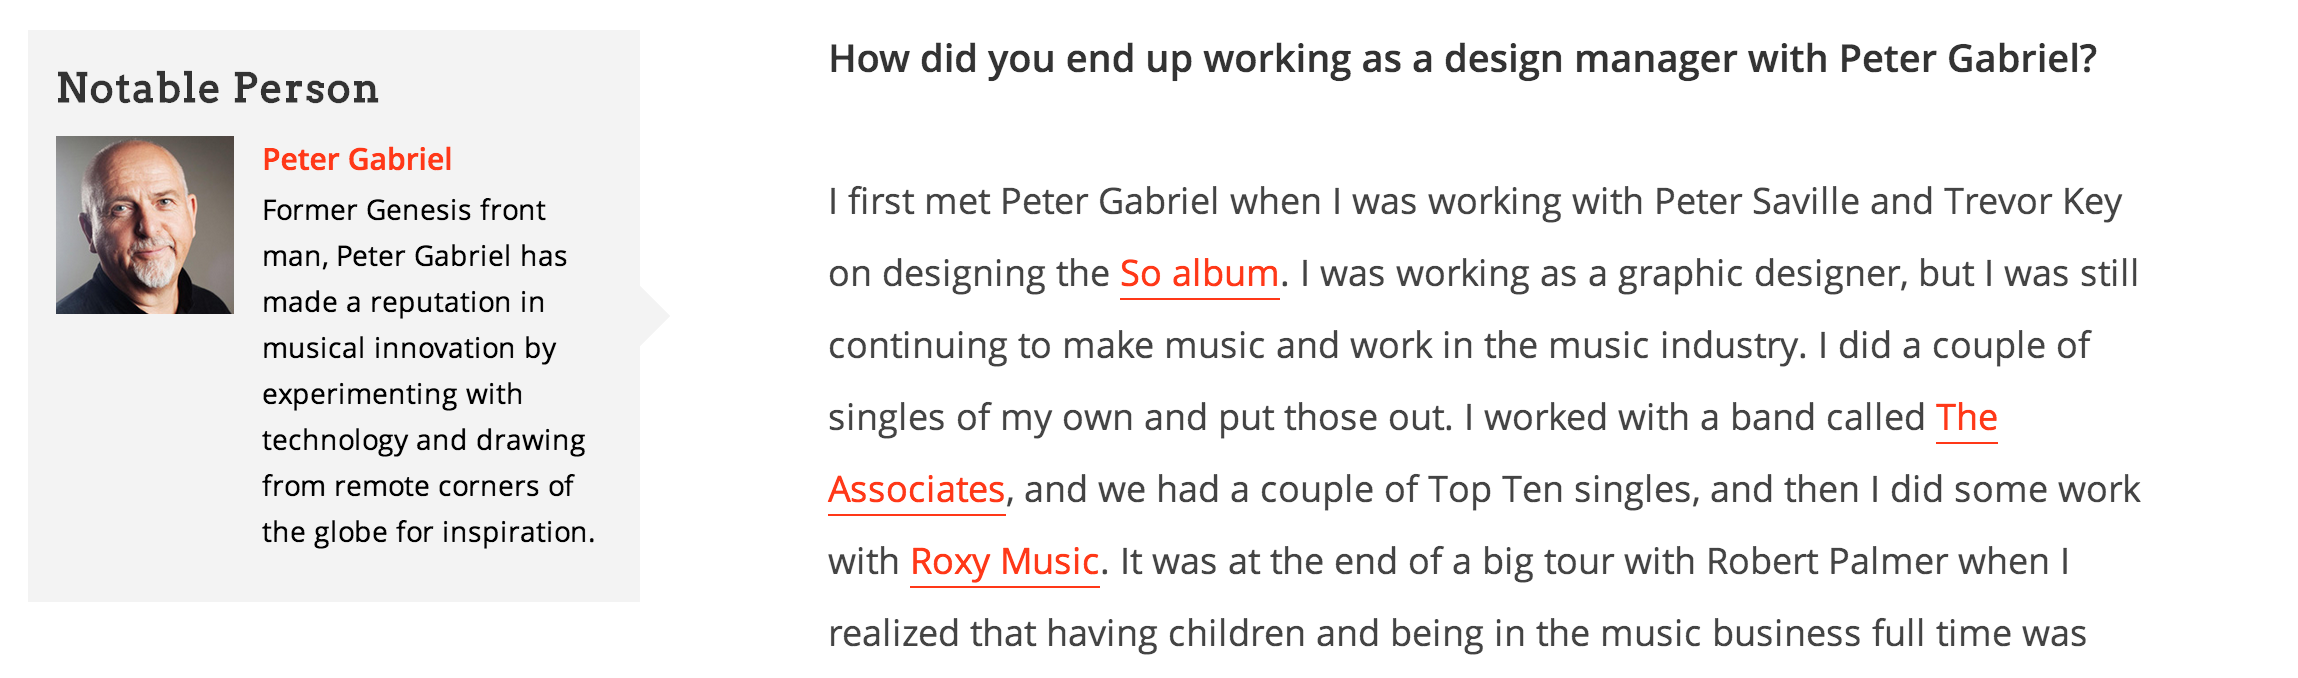 Notable Person
Peter Gabriel
Former Genesis front
man, Peter Gabriel has
made a reputation in
musical innovation by
experimenting with
technology and drawing
from remote corners of
the globe for inspiration.
How did you end up working as a design manager with Peter Gabriel?
I first met Peter Gabriel when I was working with Peter Saville and Trevor Key
on designing the So album. I was working as a graphic designer, but I was still
continuing to make music and work in the music industry. I did a couple of
singles of my own and put those out. I worked with a band called The
Associates, and we had a couple of Top Ten singles, and then I did some work
with Roxy Music. It was at the end of a big tour with Robert Palmer when I
realized that having children and being in the music business full time was